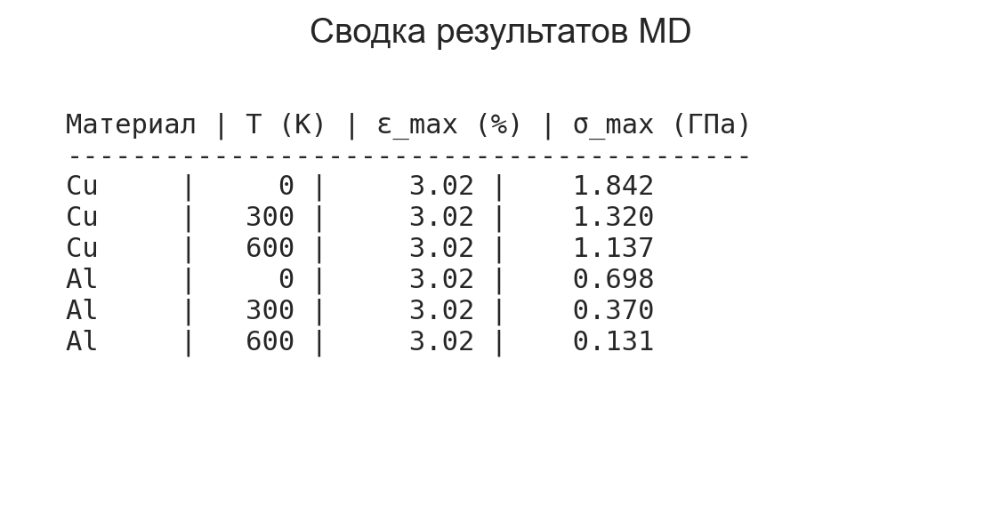 Сводка результатов MD
Материал | T (K) | ε_max (%) | σ_max (ГПа)
------------------------------------------
Cu     |     0 |     3.02 |    1.842
Cu     |   300 |     3.02 |    1.320
Cu     |   600 |     3.02 |    1.137
Al     |     0 |     3.02 |    0.698
Al     |   300 |     3.02 |    0.370
Al     |   600 |     3.02 |    0.131